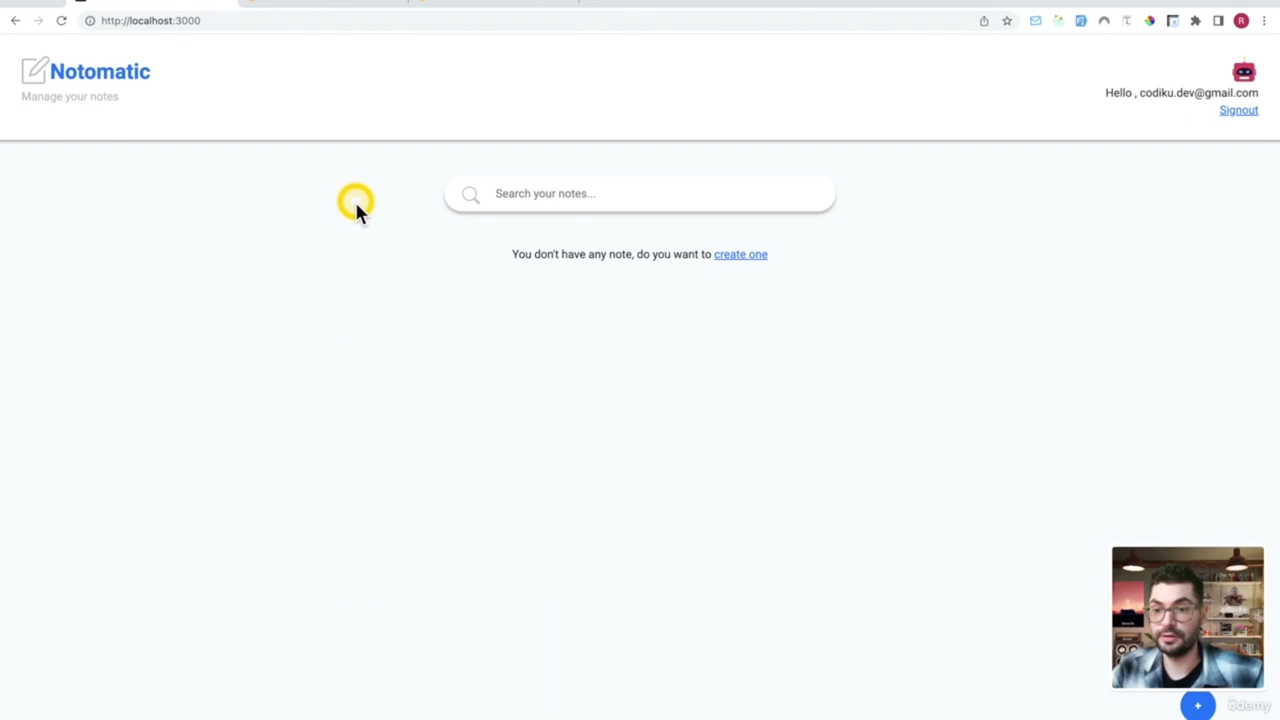 http://localhost:3000
R
Notomatic
Manage your notes
Hello , codiku.dev@gmail.com
Signout
Search your notes...
You don't have any note, do you want to create one
+
ûdemy